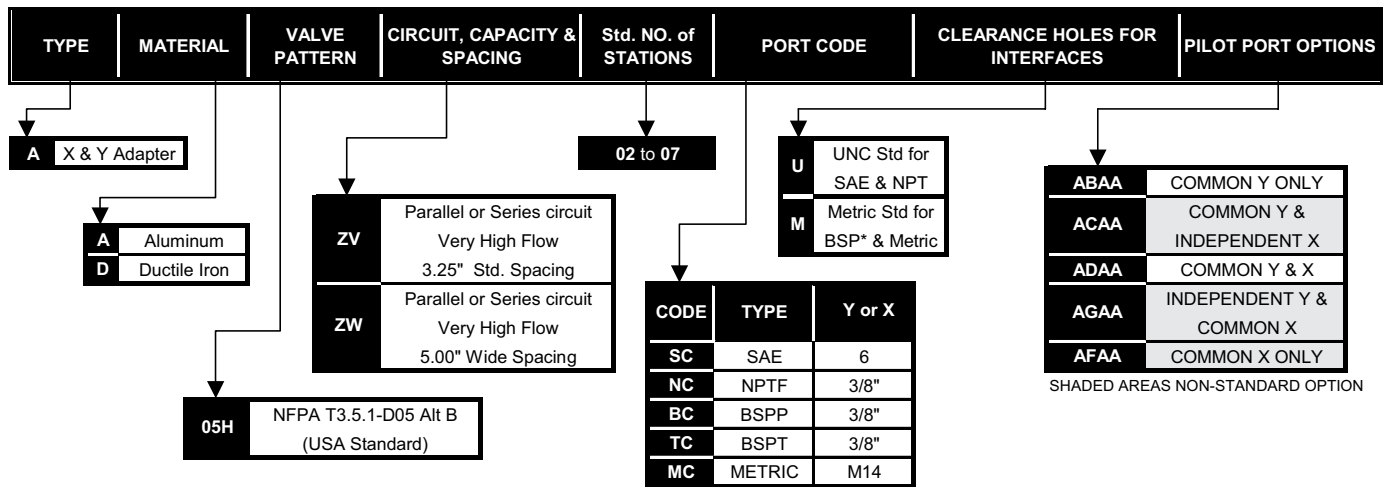 TYPE
MATERIAL
VALVE
PATTERN
CIRCUIT, CAPACITY &
SPACING
Std. NO. of
STATIONS
PORT CODE
CLEARANCE HOLES FOR
INTERFACES
PILOT PORT OPTIONS
A X & Y Adapter
A Aluminum
D Ductile Iron
05H
NFPA T3.5.1-D05 Alt B
(USA Standard)
ZV
Parallel or Series circuit
Very High Flow
3.25" Std. Spacing
ZW
Parallel or Series circuit
Very High Flow
5.00" Wide Spacing
02 to 07
CODE TYPE Y or X
SC SAE 6
NC NPTF 3/8"
BC BSPP 3/8"
TC BSPT 3/8"
MC METRIC M14
U
UNC Std for
SAE & NPT
M
Metric Std for
BSP* & Metric
ABAA COMMON Y ONLY
ACAA
COMMON Y &
INDEPENDENT X
ADAA COMMON Y & X
AGAA
INDEPENDENT Y &
COMMON X
AFAA COMMON X ONLY
SHADED AREAS NON-STANDARD OPTION